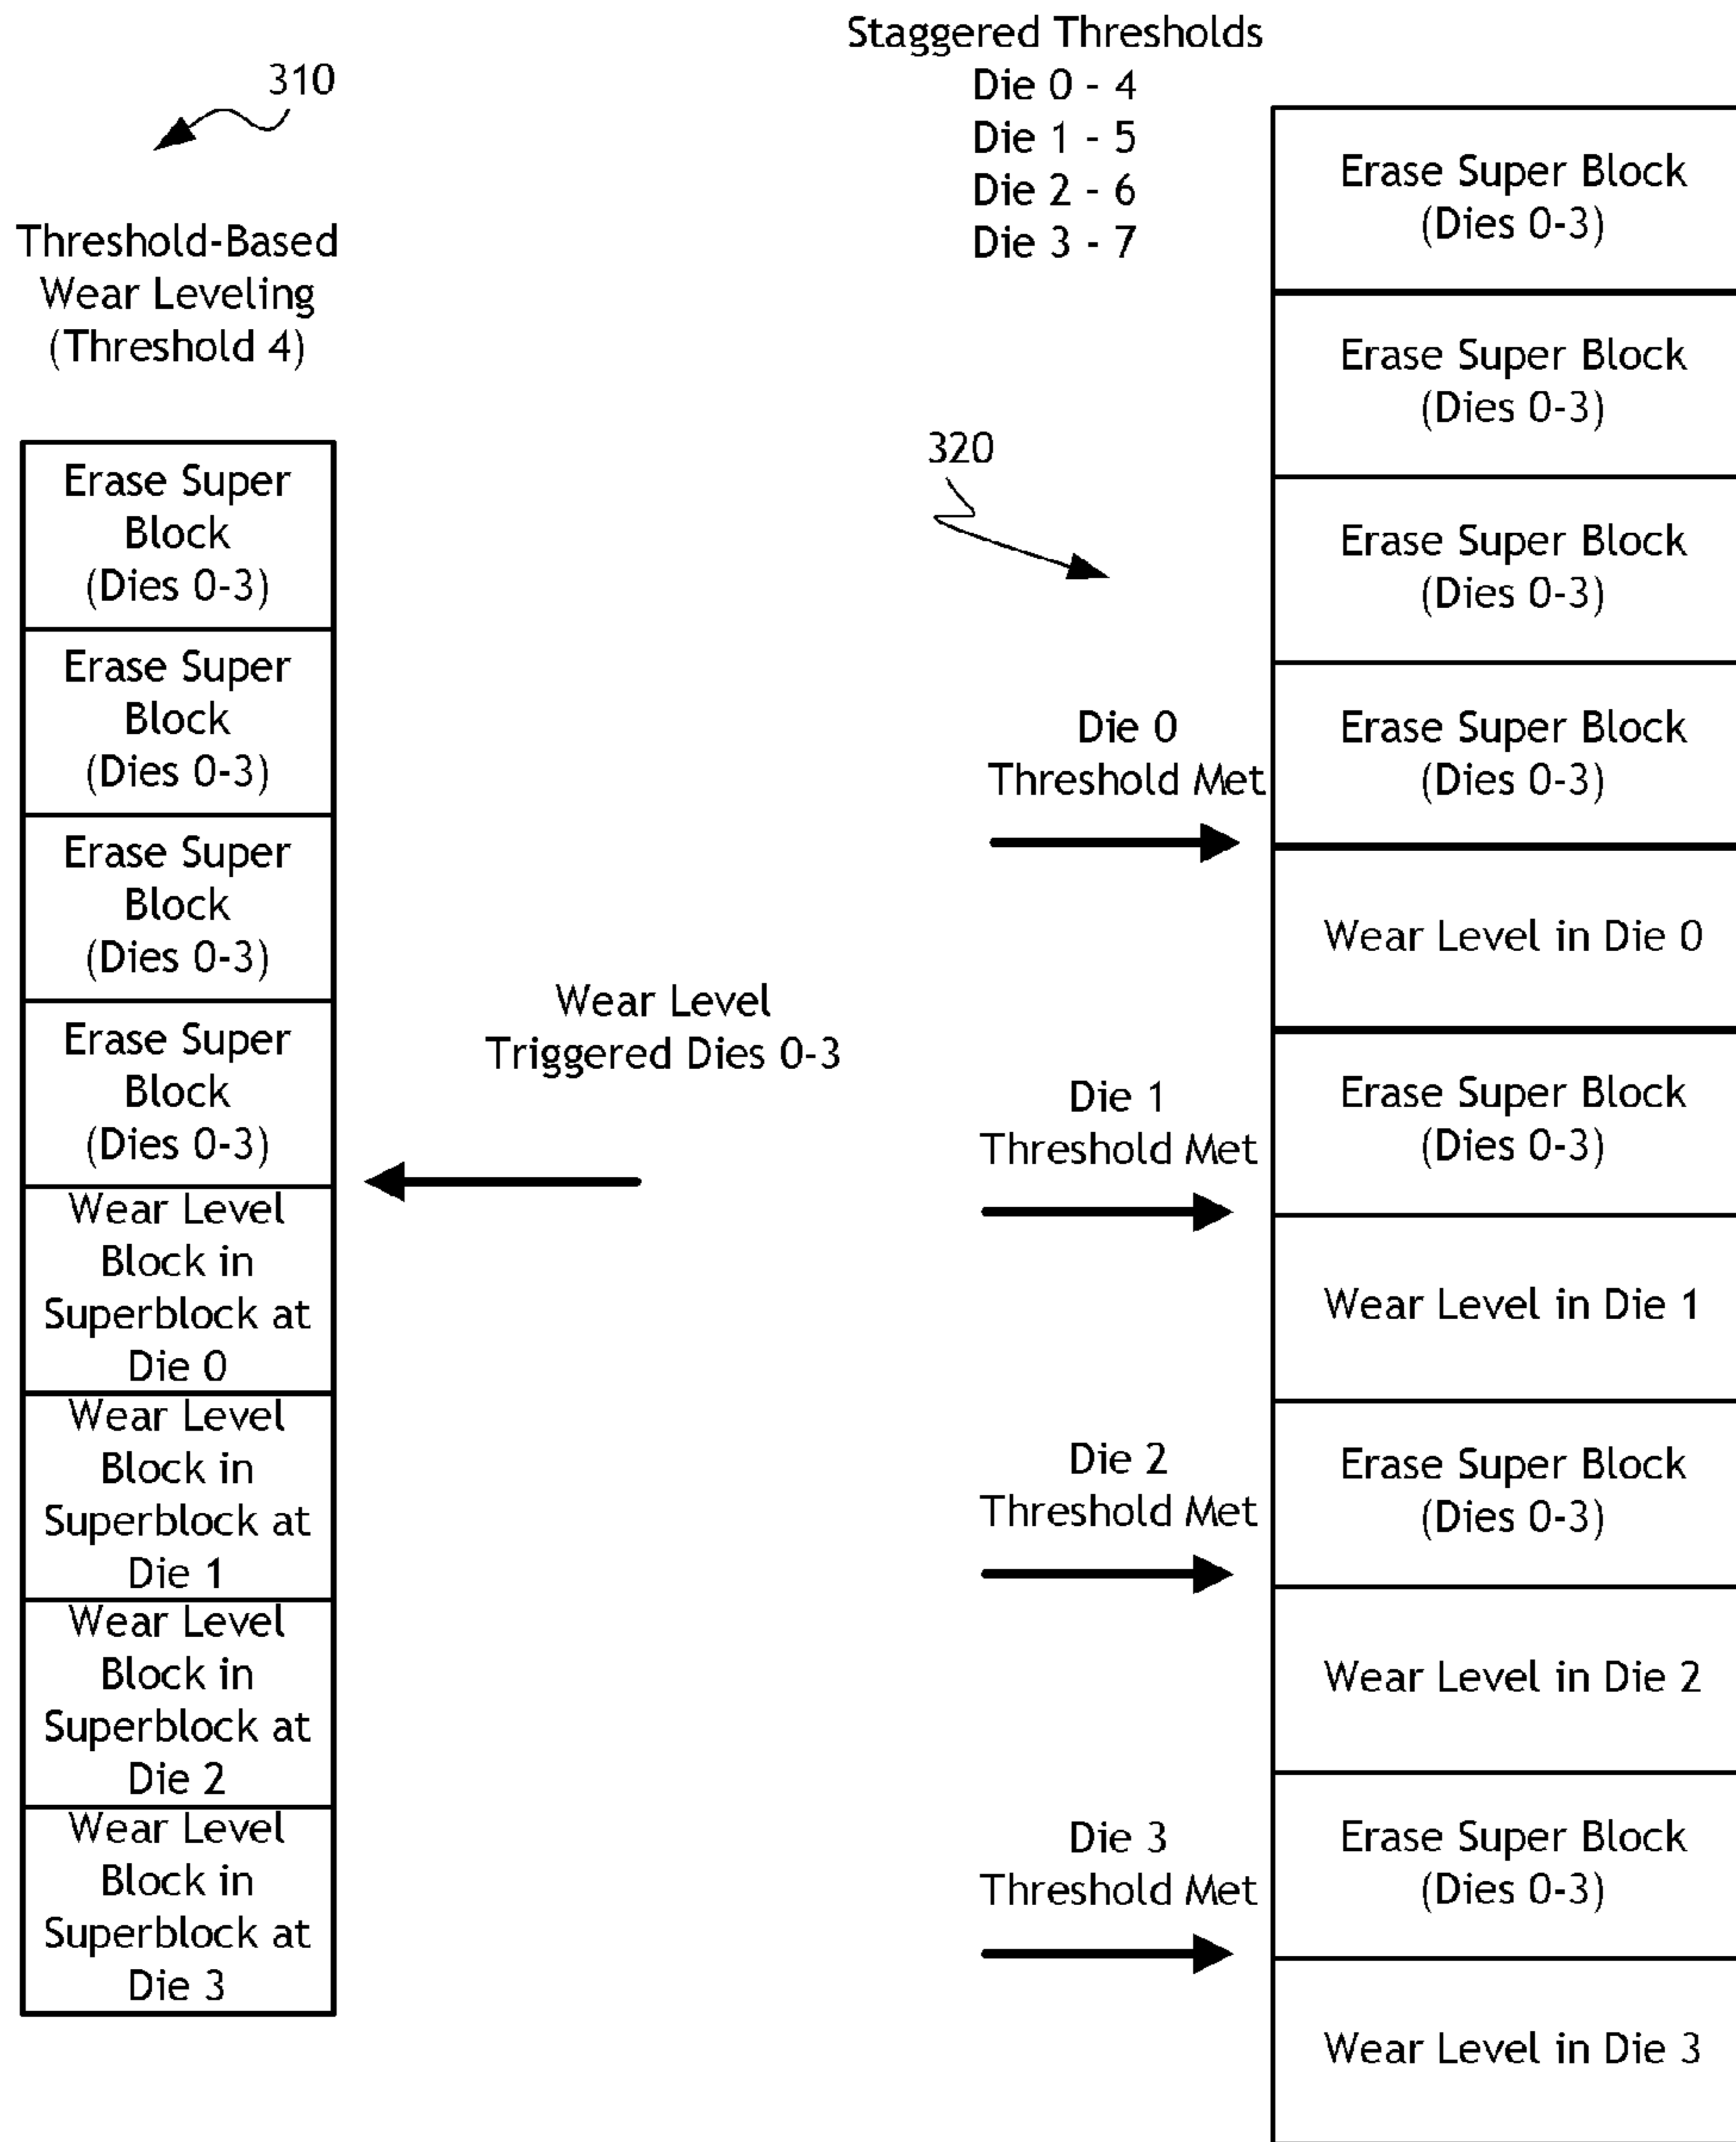 310
Threshold-Based
Wear Leveling
(Threshold 4)
Erase Super
Block
(Dies 0-3)
Erase Super
Block
(Dies 0-3)
Erase Super
Block
(Dies 0-3)
Erase Super
Block
(Dies 0-3)
Wear Level
Block in
Superblock at
Die 0
Wear Level
Block in
Superblock at
Die 1
Wear Level
Block in
Superblock at
Die 2
Wear Level
Block in
Superblock at
Die 3
Wear Level
Triggered Dies 0-3
Staggered Thresholds
Die 0 - 4
Die 1 - 5
Die 2 - 6
Die 3 - 7
320
Die 0
Threshold Met
Die 1
Threshold Met
Die 2
Threshold Met
Die 3
Threshold Met
Erase Super Block
(Dies 0-3)
Erase Super Block
(Dies 0-3)
Erase Super Block
(Dies 0-3)
Erase Super Block
(Dies 0-3)
Wear Level in Die 0
Erase Super Block
(Dies 0-3)
Wear Level in Die 1
Erase Super Block
(Dies 0-3)
Wear Level in Die 2
Erase Super Block
(Dies 0-3)
Wear Level in Die 3